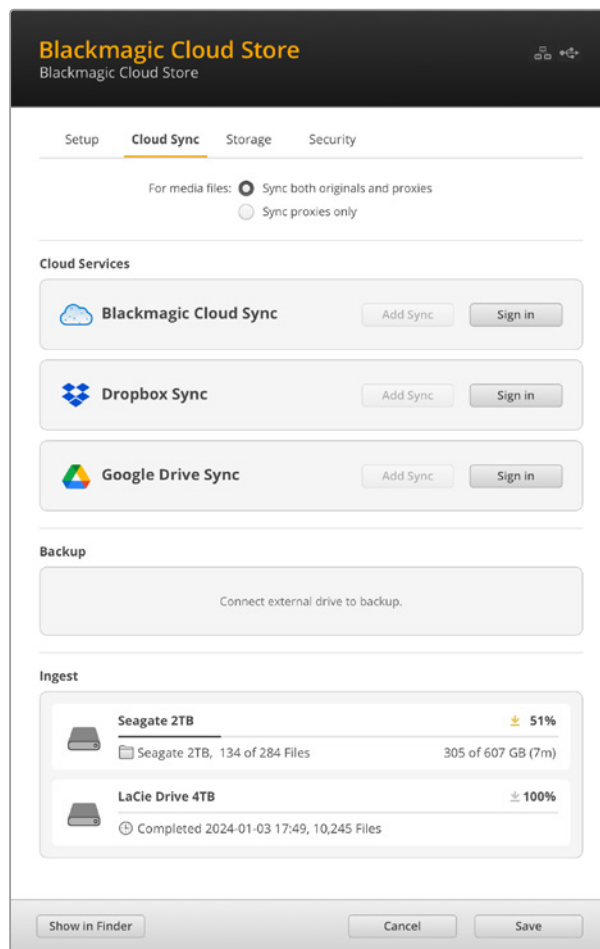 Blackmagic Cloud Store
Blackmagic Cloud Store
Setup Cloud Sync Storage Security
For media files: Sync both originals and proxies
Sync proxies only
Cloud Services
Blackmagic Cloud Sync Add Sync Sign in
Dropbox Sync Add Sync Sign in
Google Drive Sync Add Sync Sign in
Backup
Connect external drive to backup.
Ingest
Seagate 2TB 51%
Seagate 2TB, 134 of 284 Files 305 of 607 GB (7m)
LaCie Drive 4TB 100%
Completed 2024-01-03 17:49, 10,245 Files
Show in Finder Cancel Save